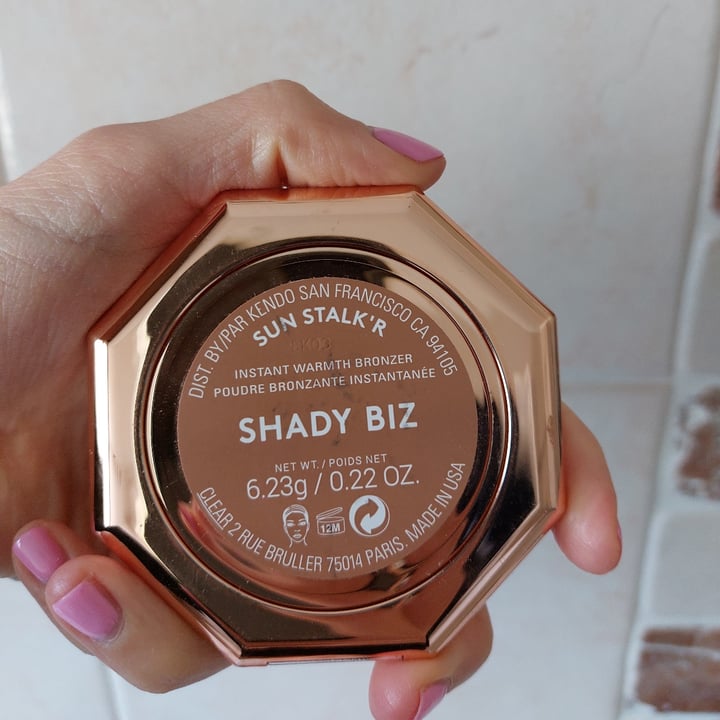 DIST. BY/PAR KENDO SAN FRANCISCO CA 94105
SUN STALK'R
INSTANT WARMTH BRONZER
POUDRE BRONZANTE INSTANTANÉE
SHADY BIZ
NET WT. / POIDS NET
6.23g / 0.22 OZ.
12M
CLEAR 2 RUE BRULLER 75014 PARIS. MADE IN USA